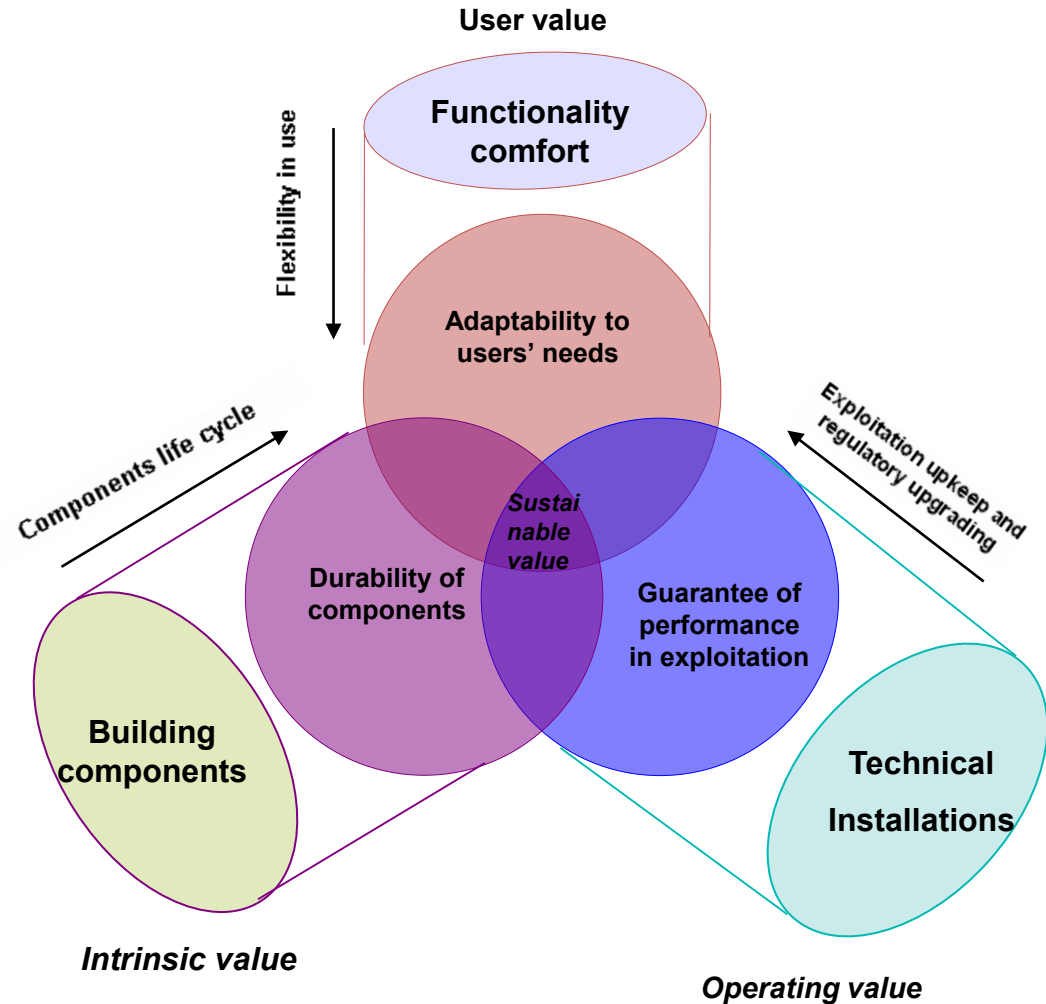 User value
Functionality
comfort
Flexibility in use
Adaptability to
users’ needs
Components life cycle
Exploitation upkeep and
regulatory upgrading
Sustai
nable
value
Durability of
components
Guarantee of
performance
in exploitation
Building
components
Technical
Installations
Intrinsic value
Operating value